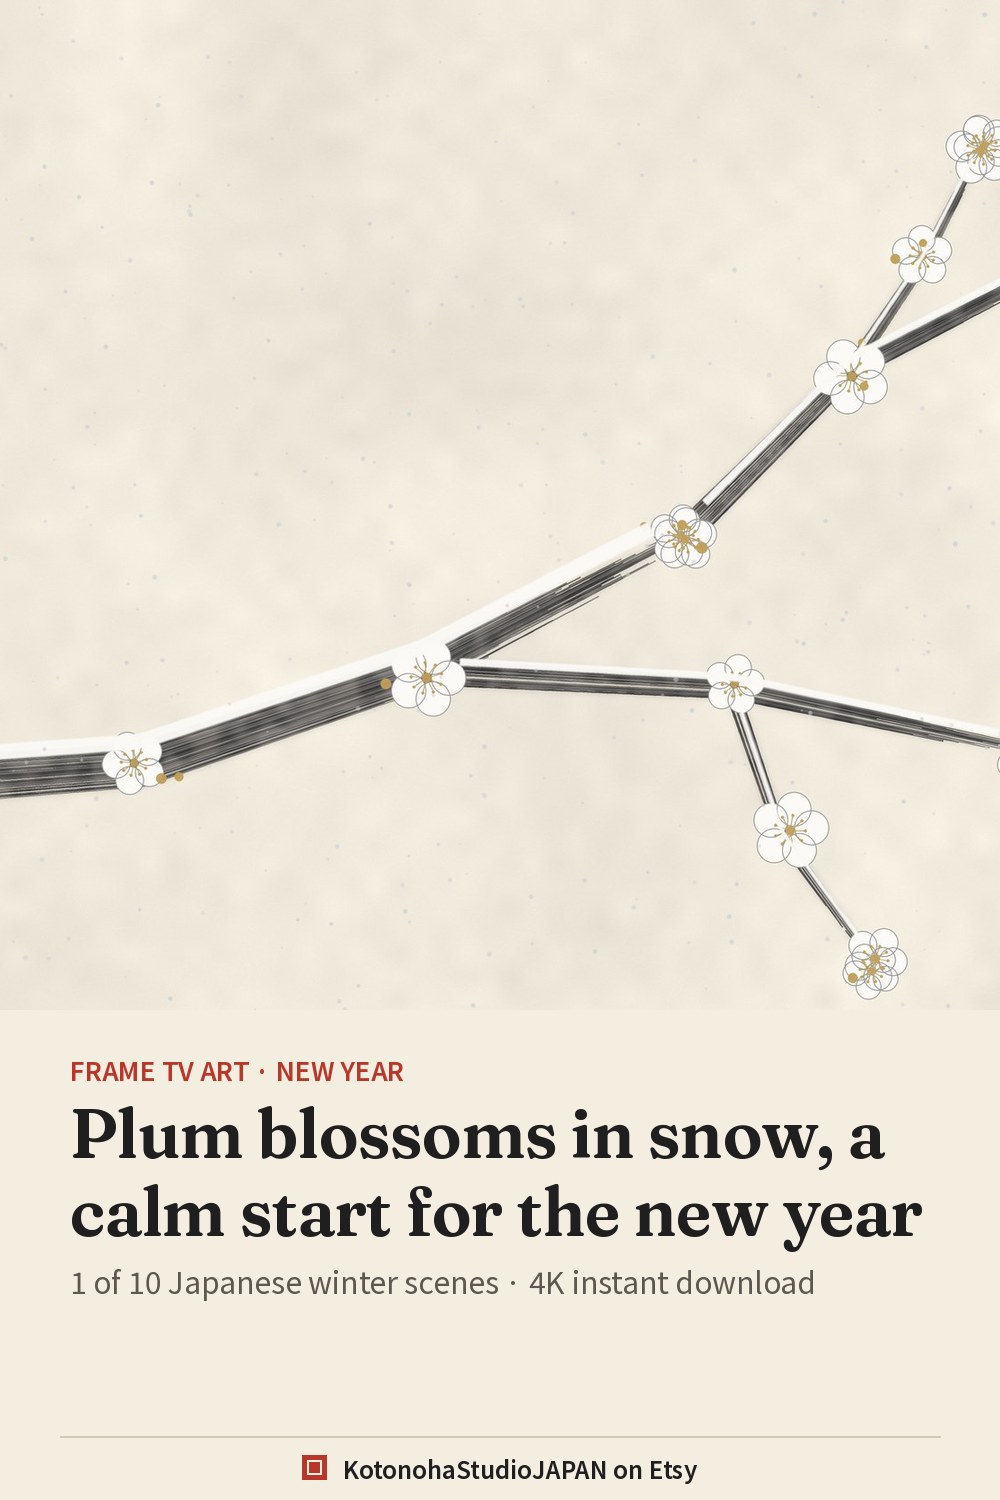 FRAME TV ART · NEW YEAR
Plum blossoms in snow, a
calm start for the new year
1 of 10 Japanese winter scenes · 4K instant download
KotonohaStudioJAPAN on Etsy